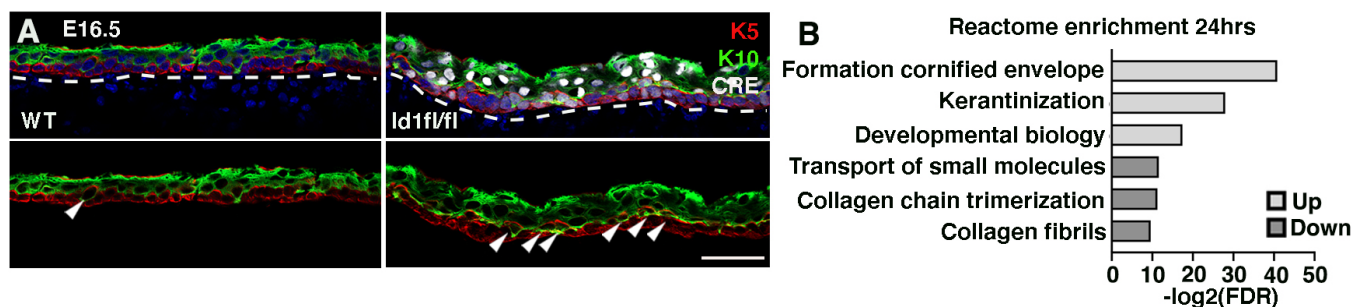 A E16.5
WT
K5
K10
CRE
Id1fl/fl
B
Reactome enrichment 24hrs
Formation cornified envelope
Kerantinization
Developmental biology
Transport of small molecules
Collagen chain trimerization
Collagen fibrils
Up
Down
0 10 20 30 40 50
-log2(FDR)